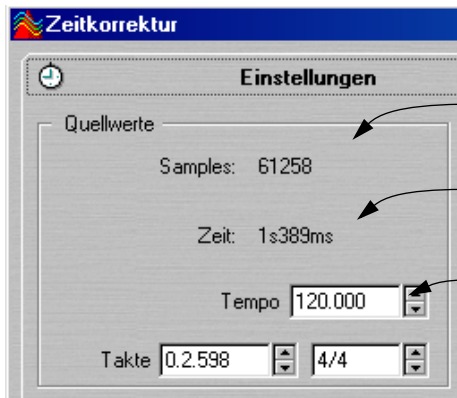 Zeitkorrektur
Einstellungen
Quellwerte
Samples: 61258
Zeit: 1s389ms
Tempo 120.000
Takte 0.2.598 4/4